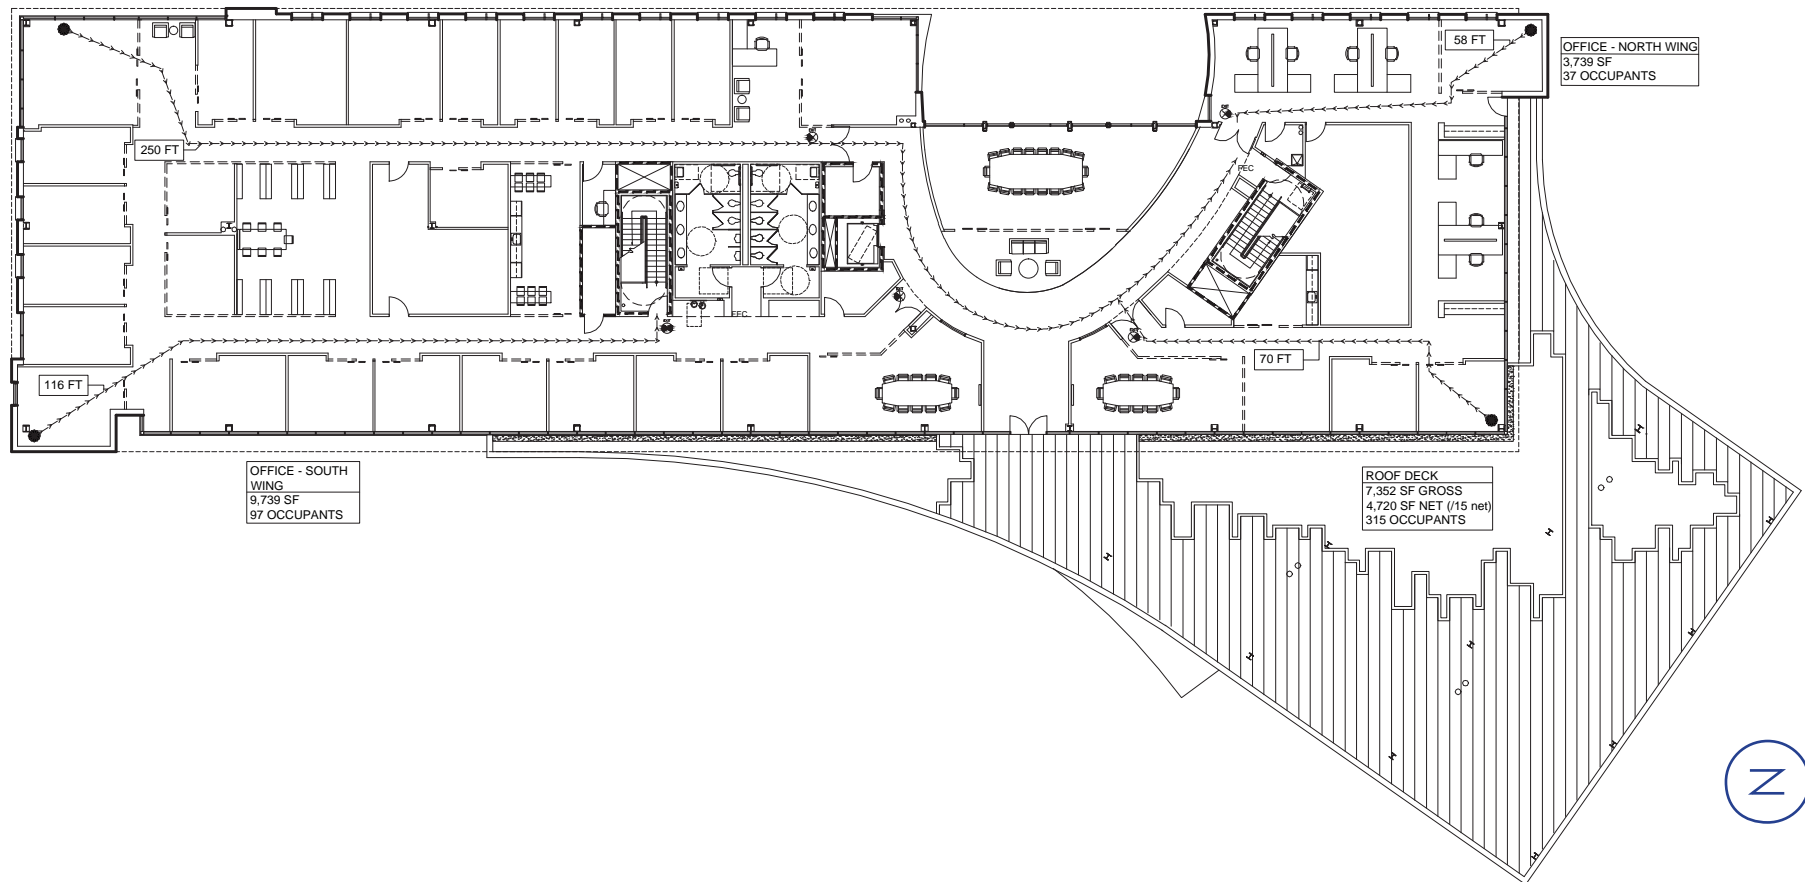 58 FT
OFFICE - NORTH WING
3,739 SF
37 OCCUPANTS
250 FT
FEC
FEC
70 FT
116 FT
OFFICE - SOUTH
WING
9,739 SF
97 OCCUPANTS
ROOF DECK
7,352 SF GROSS
4,720 SF NET (/15 net)
315 OCCUPANTS
N